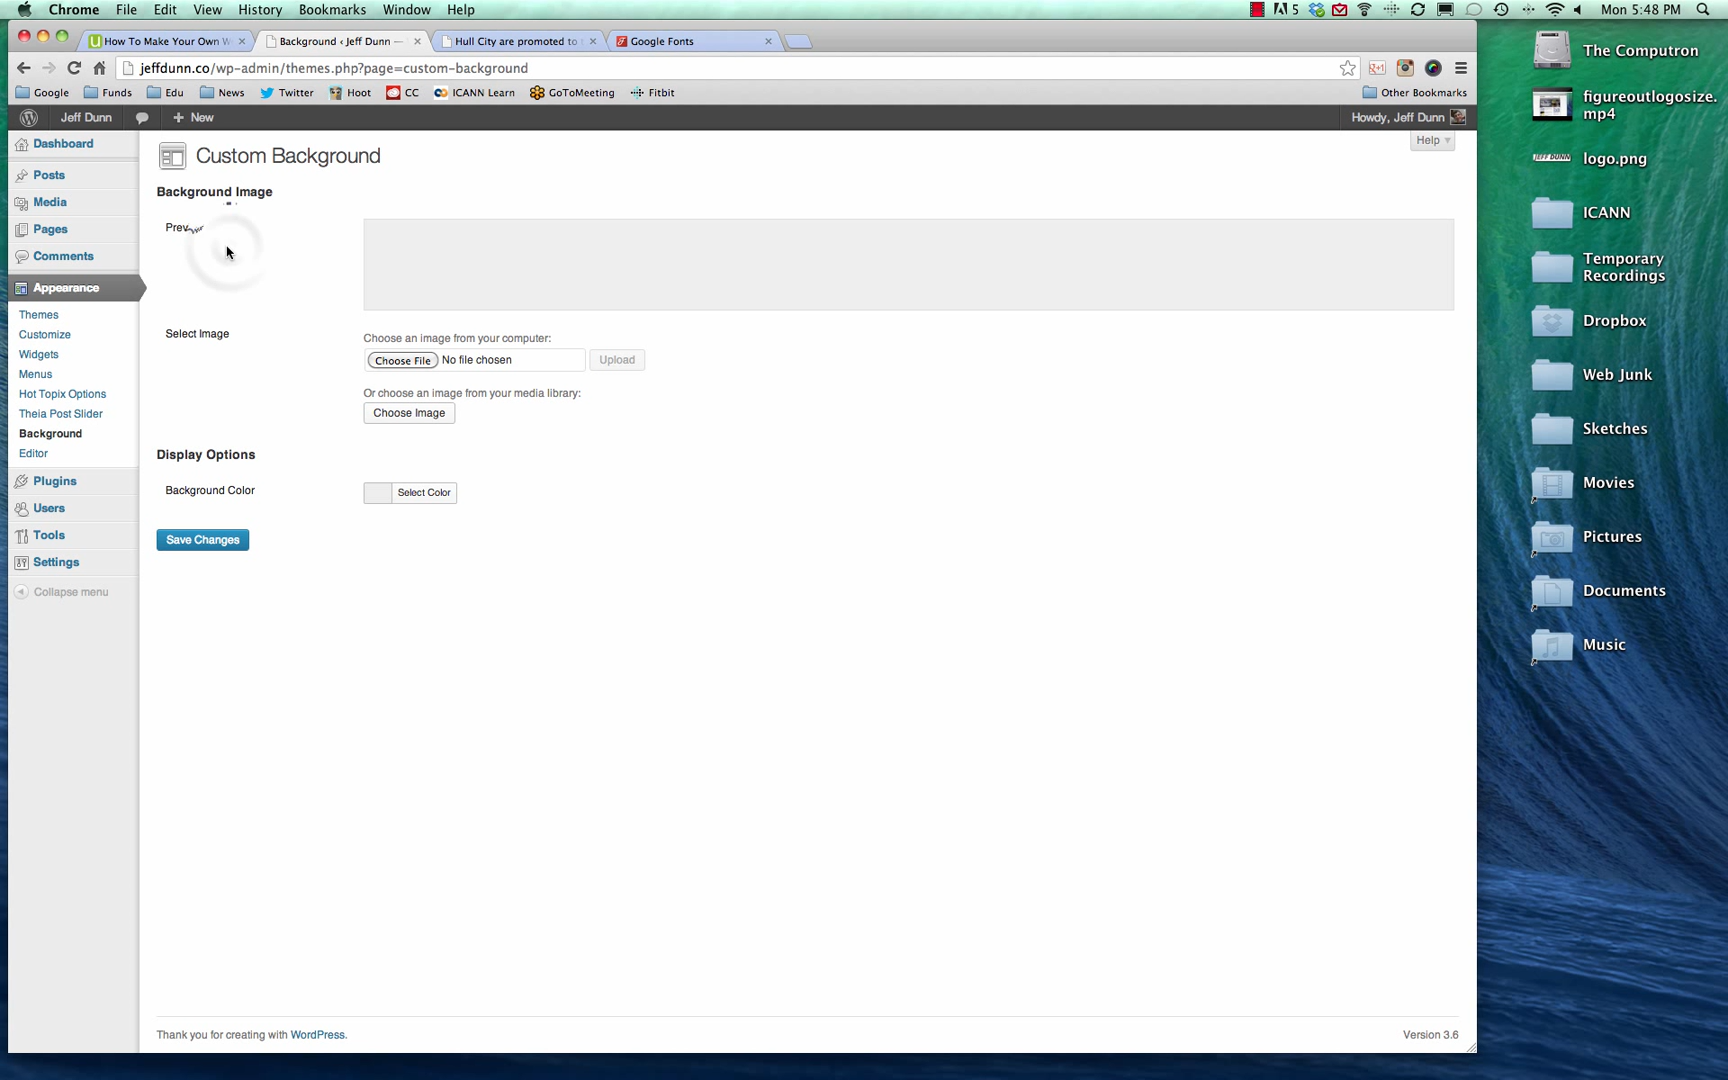 Chrome File Edit View History Bookmarks Window Help
5 Mon 5:48 PM
How To Make Your Own W
Background ‹ Jeff Dunn —
Hull City are promoted to
Google Fonts
jeffdunn.co/wp-admin/themes.php?page=custom-background
Google Funds Edu News Twitter Hoot CC ICANN Learn GoToMeeting Fitbit Other Bookmarks
Jeff Dunn + New Howdy, Jeff Dunn
Help
Dashboard
Posts
Media
Pages
Comments
Appearance
Themes
Customize
Widgets
Menus
Hot Topix Options
Theia Post Slider
Background
Editor
Plugins
Users
Tools
Settings
Collapse menu
Custom Background
Background Image
Prev
Select Image
Choose an image from your computer:
Choose File No file chosen Upload
Or choose an image from your media library:
Choose Image
Display Options
Background Color Select Color
Save Changes
Thank you for creating with WordPress.
Version 3.6
The Computron
figureoutlogosize.
mp4
JEFF DUNN
logo.png
ICANN
Temporary
Recordings
Dropbox
Web Junk
Sketches
Movies
Pictures
Documents
Music